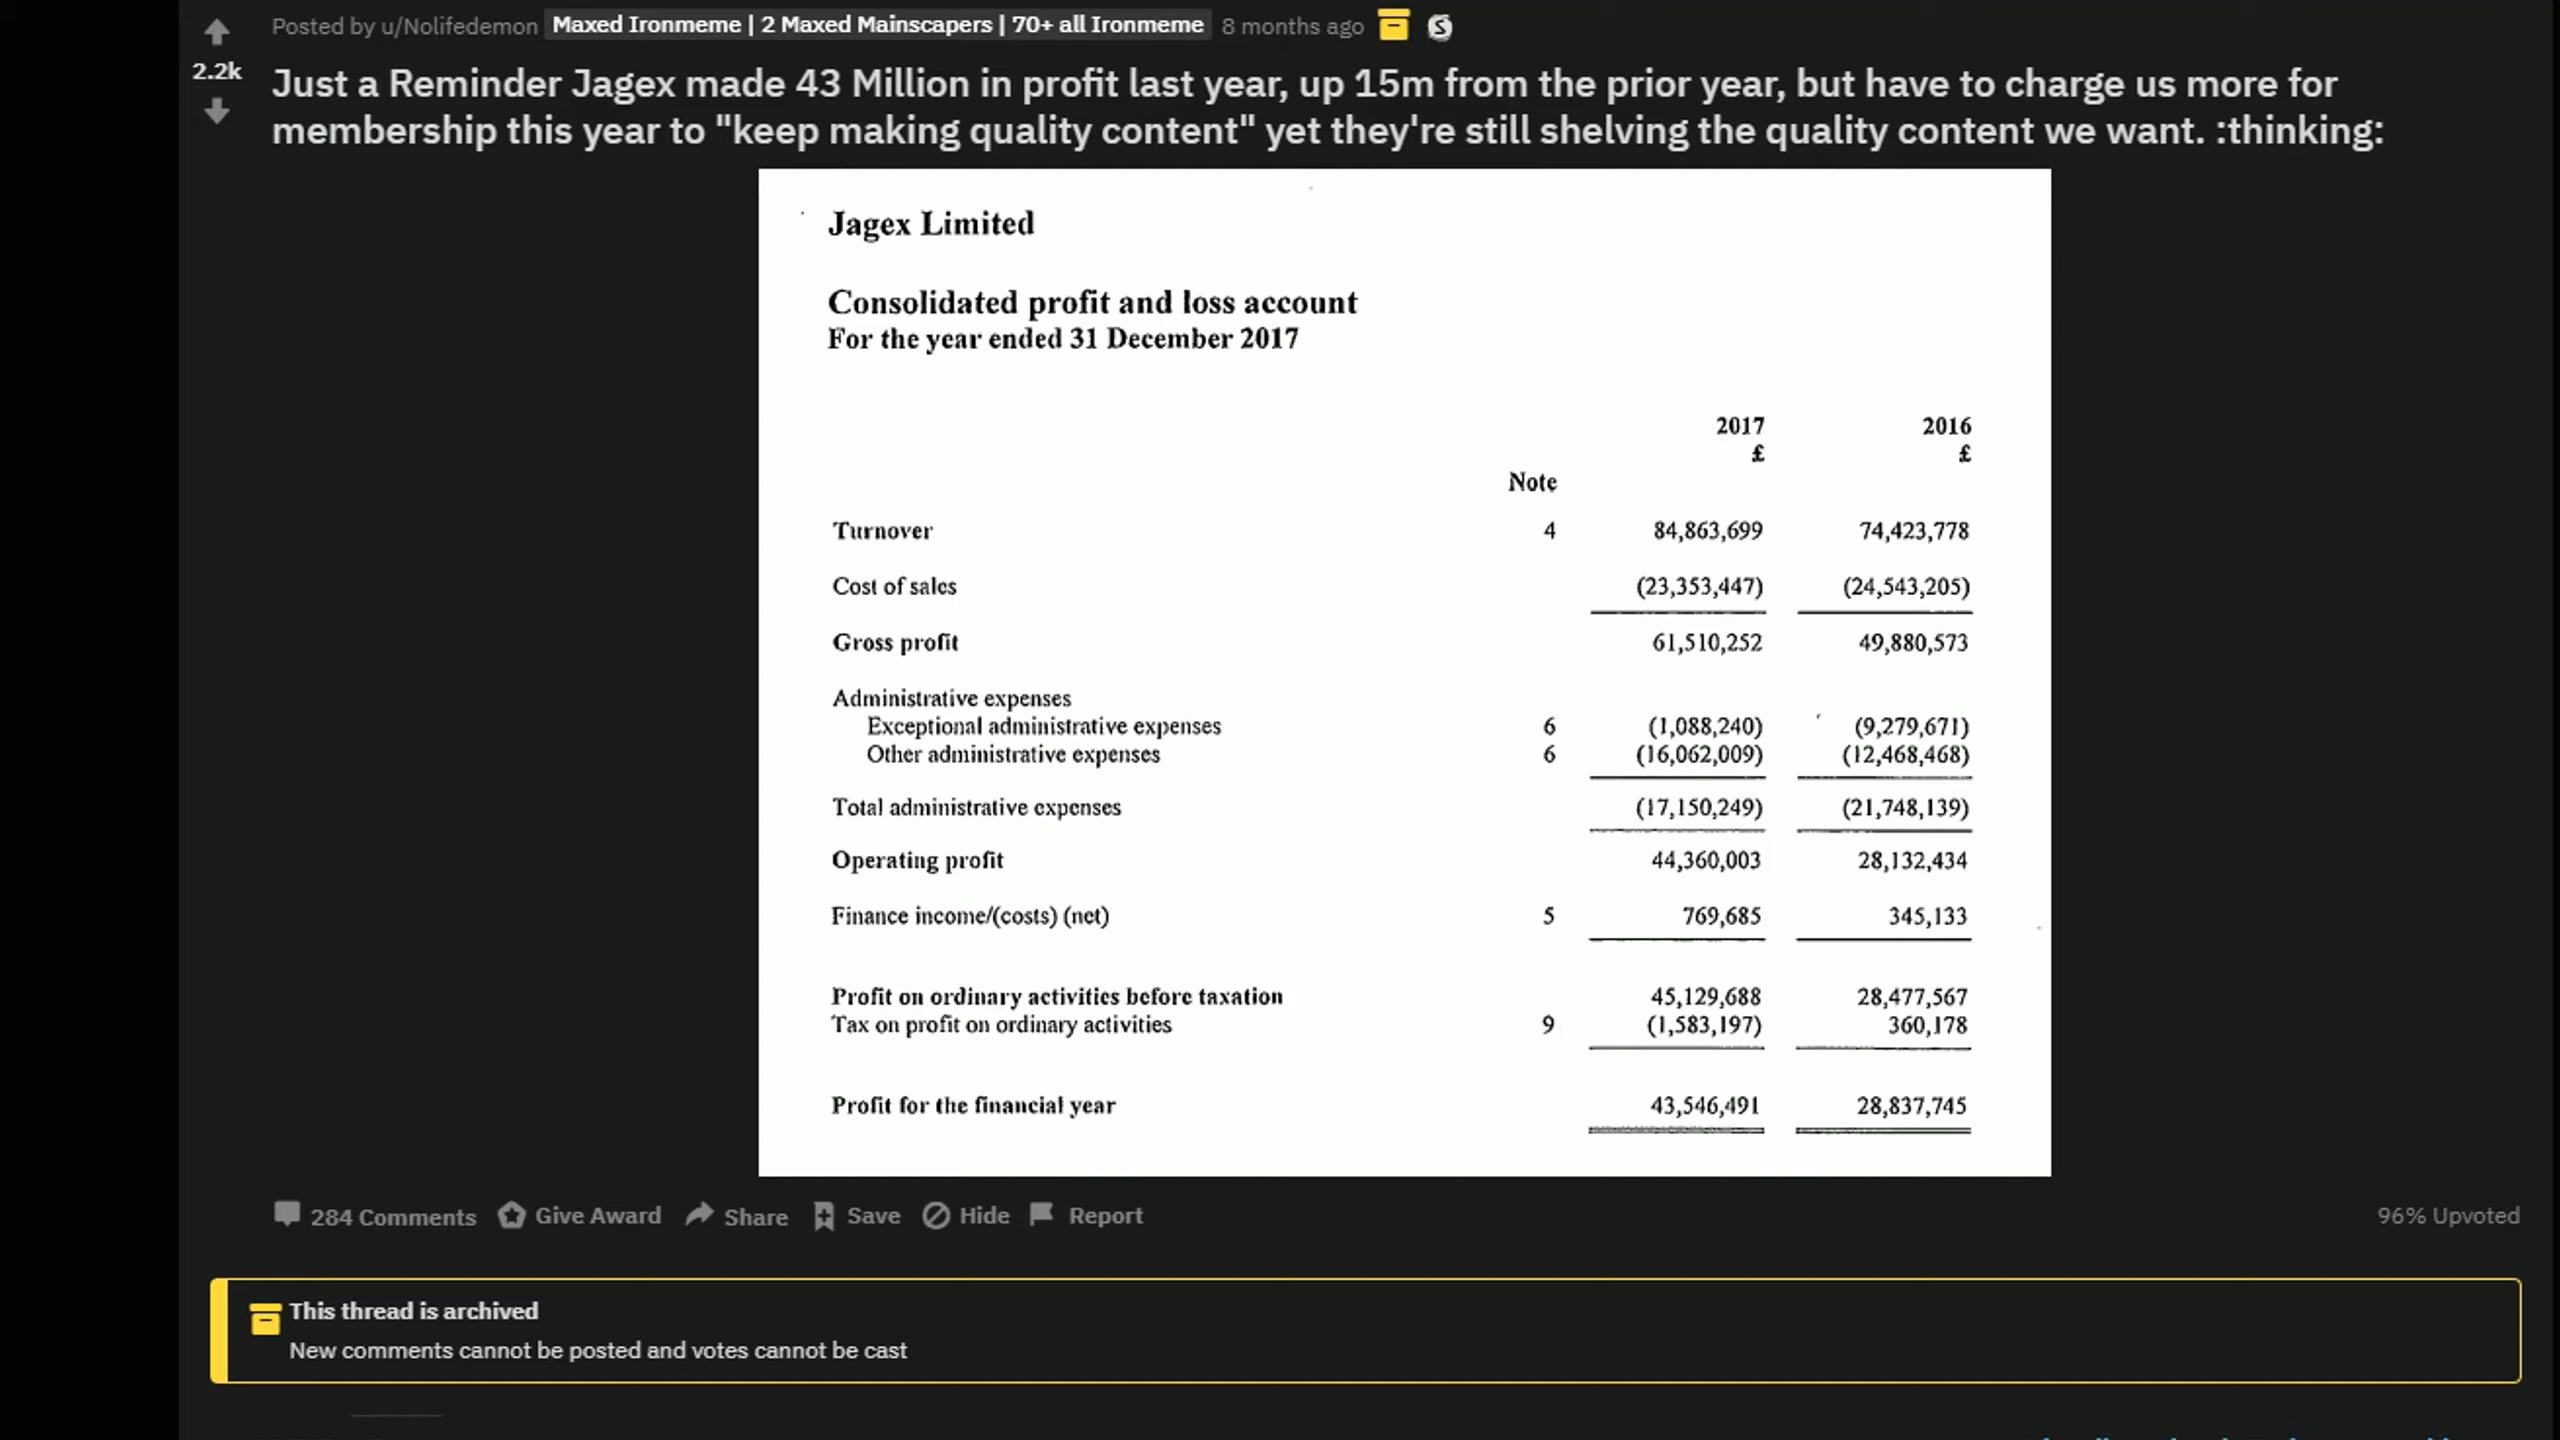 Posted by u/Nolifedemon Maxed Ironmeme | 2 Maxed Mainscapers | 70+ all Ironmeme 8 months ago
2.2k
Just a Reminder Jagex made 43 Million in profit last year, up 15m from the prior year, but have to charge us more for
membership this year to "keep making quality content" yet they're still shelving the quality content we want. :thinking:
Jagex Limited
Consolidated profit and loss account
For the year ended 31 December 2017
2017 2016
£ £
Note
Turnover 4 84,863,699 74,423,778
Cost of sales (23,353,447) (24,543,205)
Gross profit 61,510,252 49,880,573
Administrative expenses
Exceptional administrative expenses 6 (1,088,240) (9,279,671)
Other administrative expenses 6 (16,062,009) (12,468,468)
Total administrative expenses (17,150,249) (21,748,139)
Operating profit 44,360,003 28,132,434
Finance income/(costs) (net) 5 769,685 345,133
Profit on ordinary activities before taxation 45,129,688 28,477,567
Tax on profit on ordinary activities 9 (1,583,197) 360,178
Profit for the financial year 43,546,491 28,837,745
284 Comments Give Award Share Save Hide Report 96% Upvoted
This thread is archived
New comments cannot be posted and votes cannot be cast